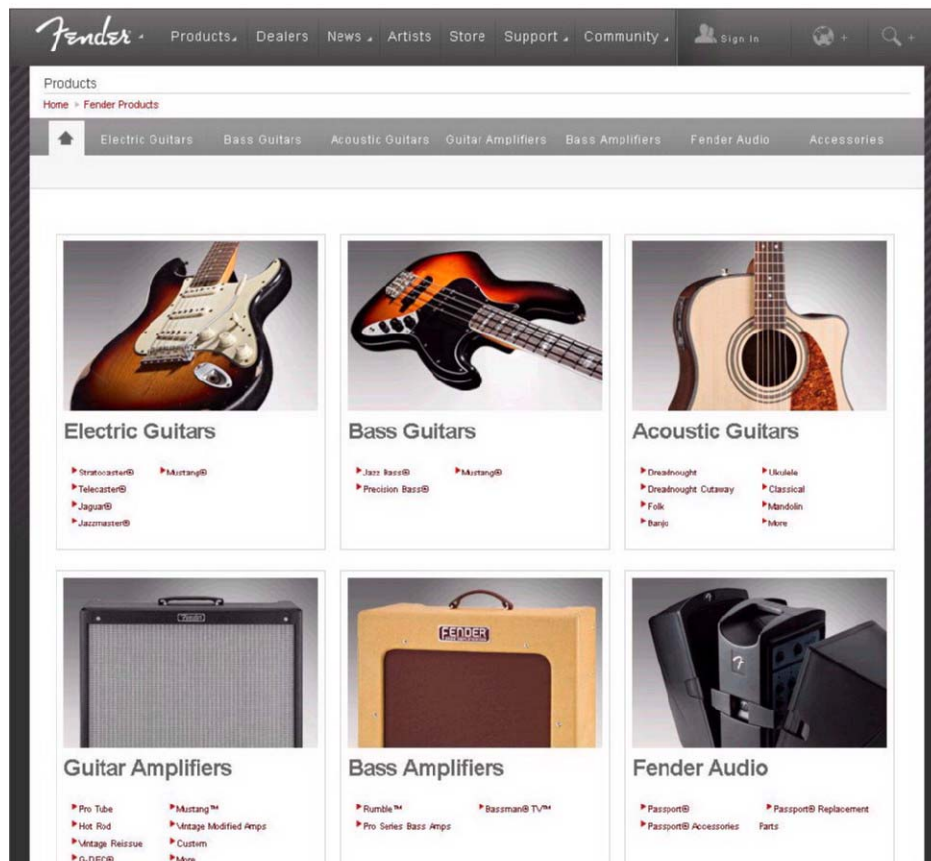 Fender
Products Dealers News Artists Store Support Community Sign In + +
Products
Home > Fender Products
Electric Guitars Bass Guitars Acoustic Guitars Guitar Amplifiers Bass Amplifiers Fender Audio Accessories
Electric Guitars
Stratocaster® Mustang®
Telecaster®
Jaguar®
Jazzmaster®
Bass Guitars
Jazz Bass® Mustang®
Precision Bass®
Acoustic Guitars
Dreadnought Ukulele
Dreadnought Cutaway Classical
Folk Mandolin
Banjo More
Fender
Guitar Amplifiers
Pro Tube Mustang™
Hot Rod Vintage Modified Amps
Vintage Reissue Custom
G-DEC® More
FENDER
Bass Amplifiers
Rumble™ Bassman® TV™
Pro Series Bass Amps
Fender Audio
Passport® Passport® Replacement
Passport® Accessories Parts